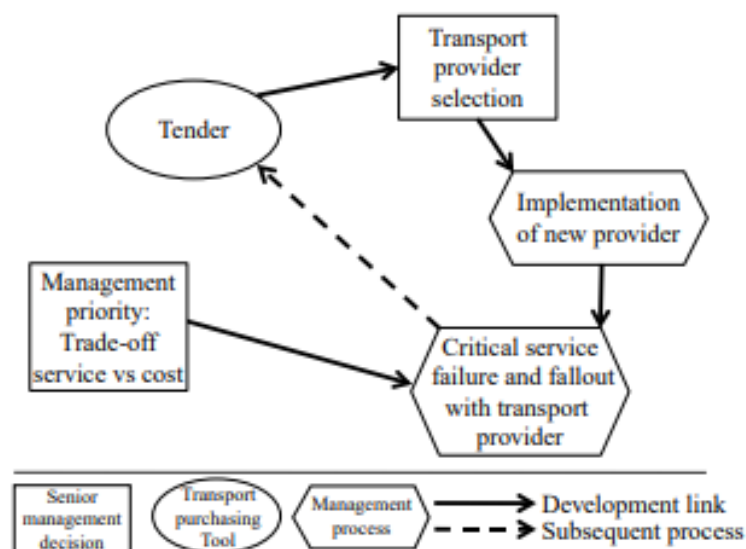 Transport
provider
selection
Tender
Implementation
of new provider
Management
priority:
Trade-off
service vs cost
Critical service
failure and fallout
with transport
provider
Senior
management
decision
Transport
purchasing
Tool
Management
process
Development link
Subsequent process